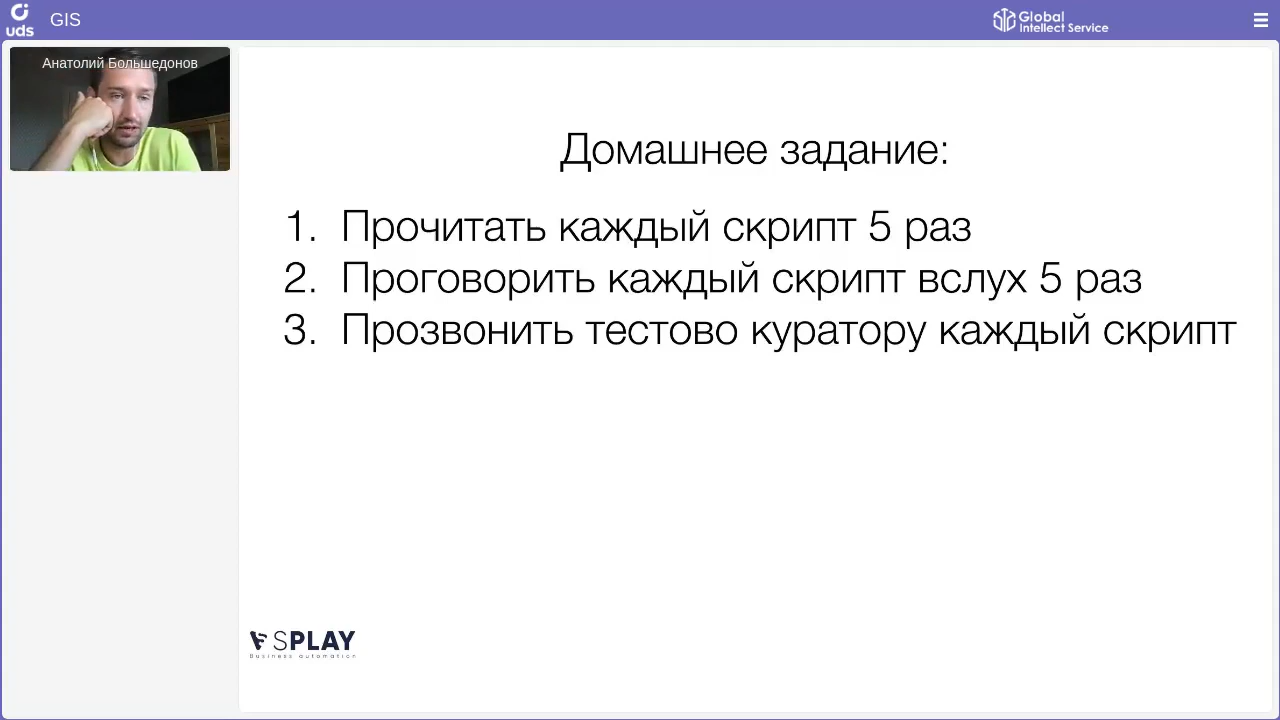 uds
GIS
Global
Intellect Service
Анатолий Большедонов
Домашнее задание:
1. Прочитать каждый скрипт 5 раз
2. Проговорить каждый скрипт вслух 5 раз
3. Прозвонить тестово куратору каждый скрипт
SPLAY
Business automation